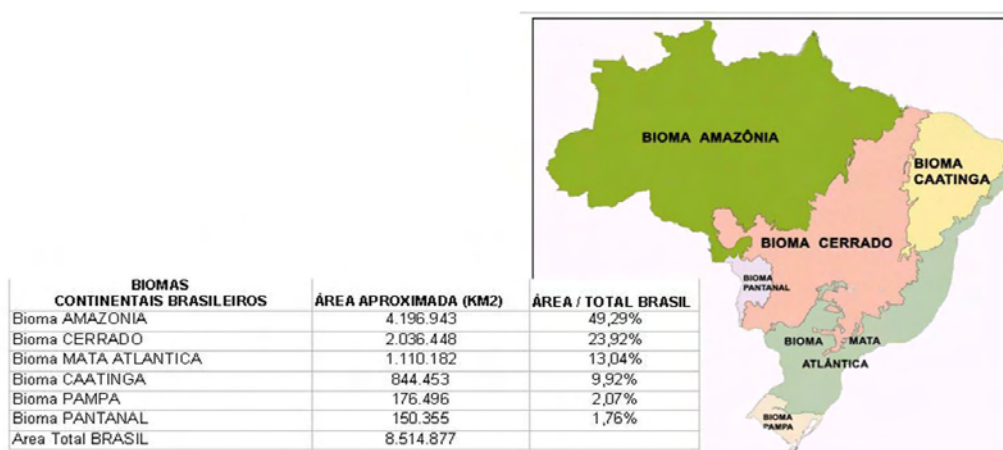 BIOMA AMAZÔNIA
BIOMA
CAATINGA
BIOMA CERRADO
BIOMA
PANTANAL
BIOMA MATA
ATLÂNTICA
BIOMA
PAMPA
BIOMAS
CONTINENTAIS BRASILEIROS ÁREA APROXIMADA (KM2) ÁREA / TOTAL BRASIL
Bioma AMAZONIA 4.196.943 49,29%
Bioma CERRADO 2.036.448 23,92%
Bioma MATA ATLANTICA 1.110.182 13,04%
Bioma CAATINGA 844.453 9,92%
Bioma PAMPA 176.496 2,07%
Bioma PANTANAL 150.355 1,76%
Area Total BRASIL 8.514.877